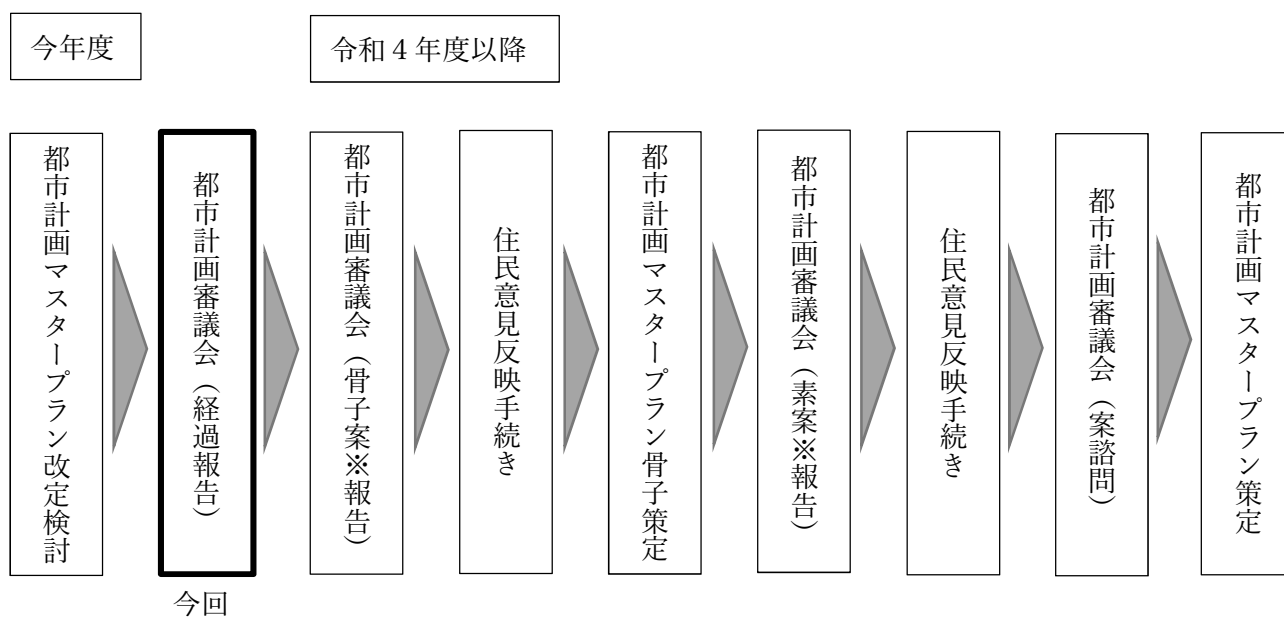 今年度
令和４年度以降
都市計画マスタープラン改定検討
都市計画審議会（経過報告）
都市計画審議会（骨子案※報告）
住民意見反映手続き
都市計画マスタープラン骨子策定
都市計画審議会（素案※報告）
住民意見反映手続き
都市計画審議会（案諮問）
都市計画マスタープラン策定
今回